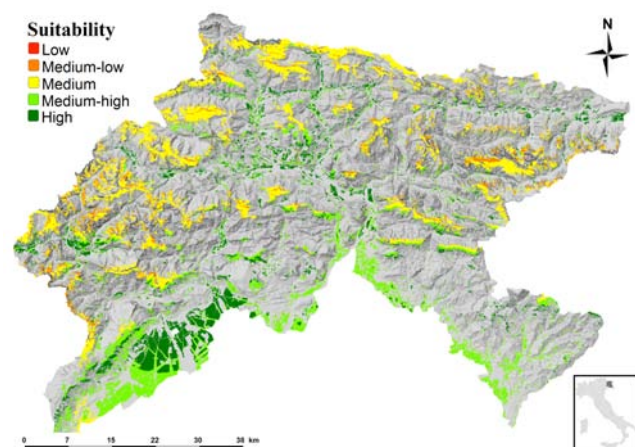 Suitability
Low
Medium-low
Medium
Medium-high
High
N
0 7 15 22 30 38 km